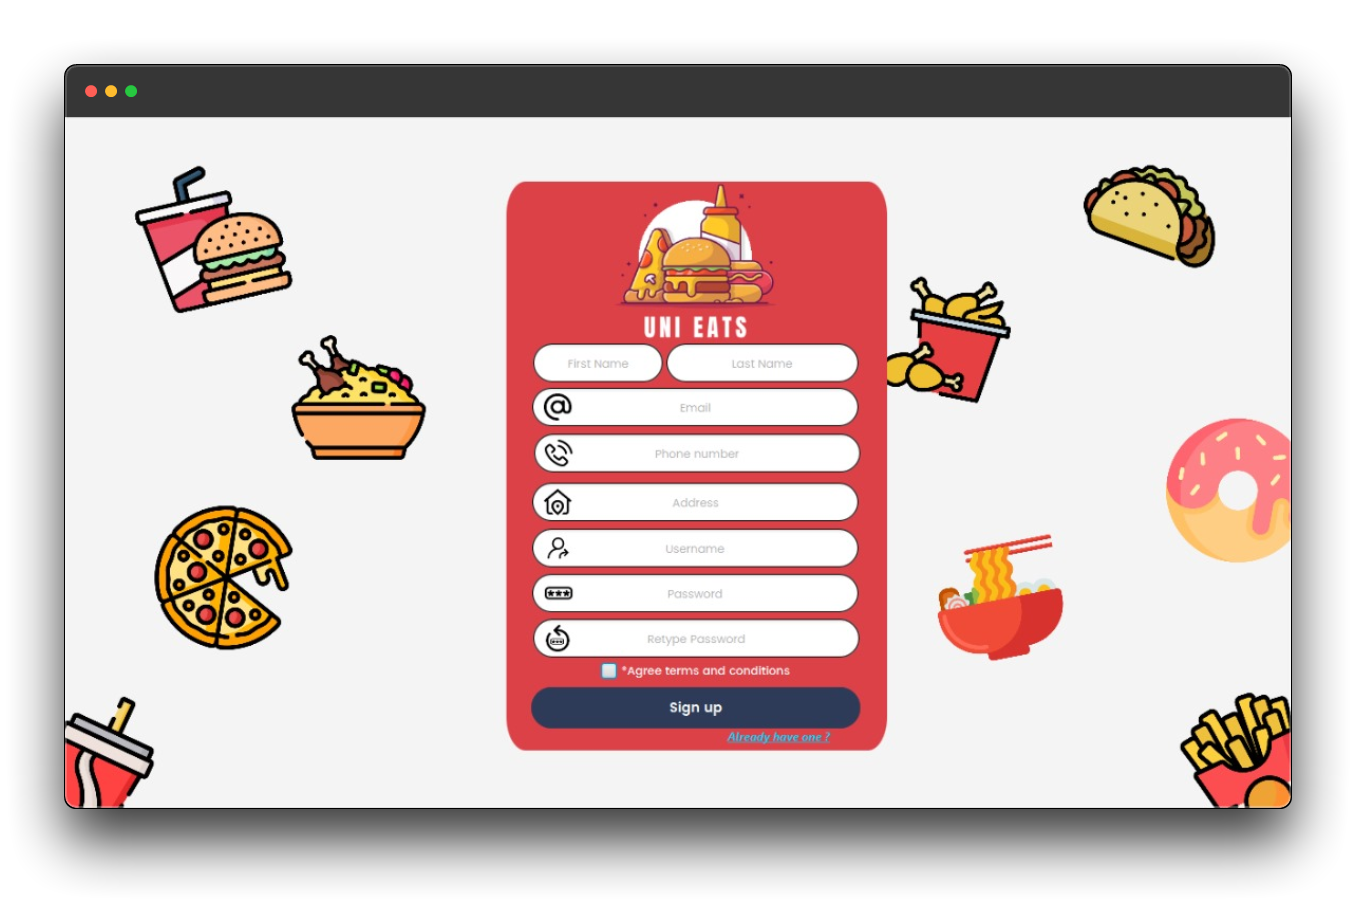 UNI EATS
First Name Last Name
Email
Phone number
Address
Username
Password
Retype Password
*Agree terms and conditions
Sign up
Already have one ?